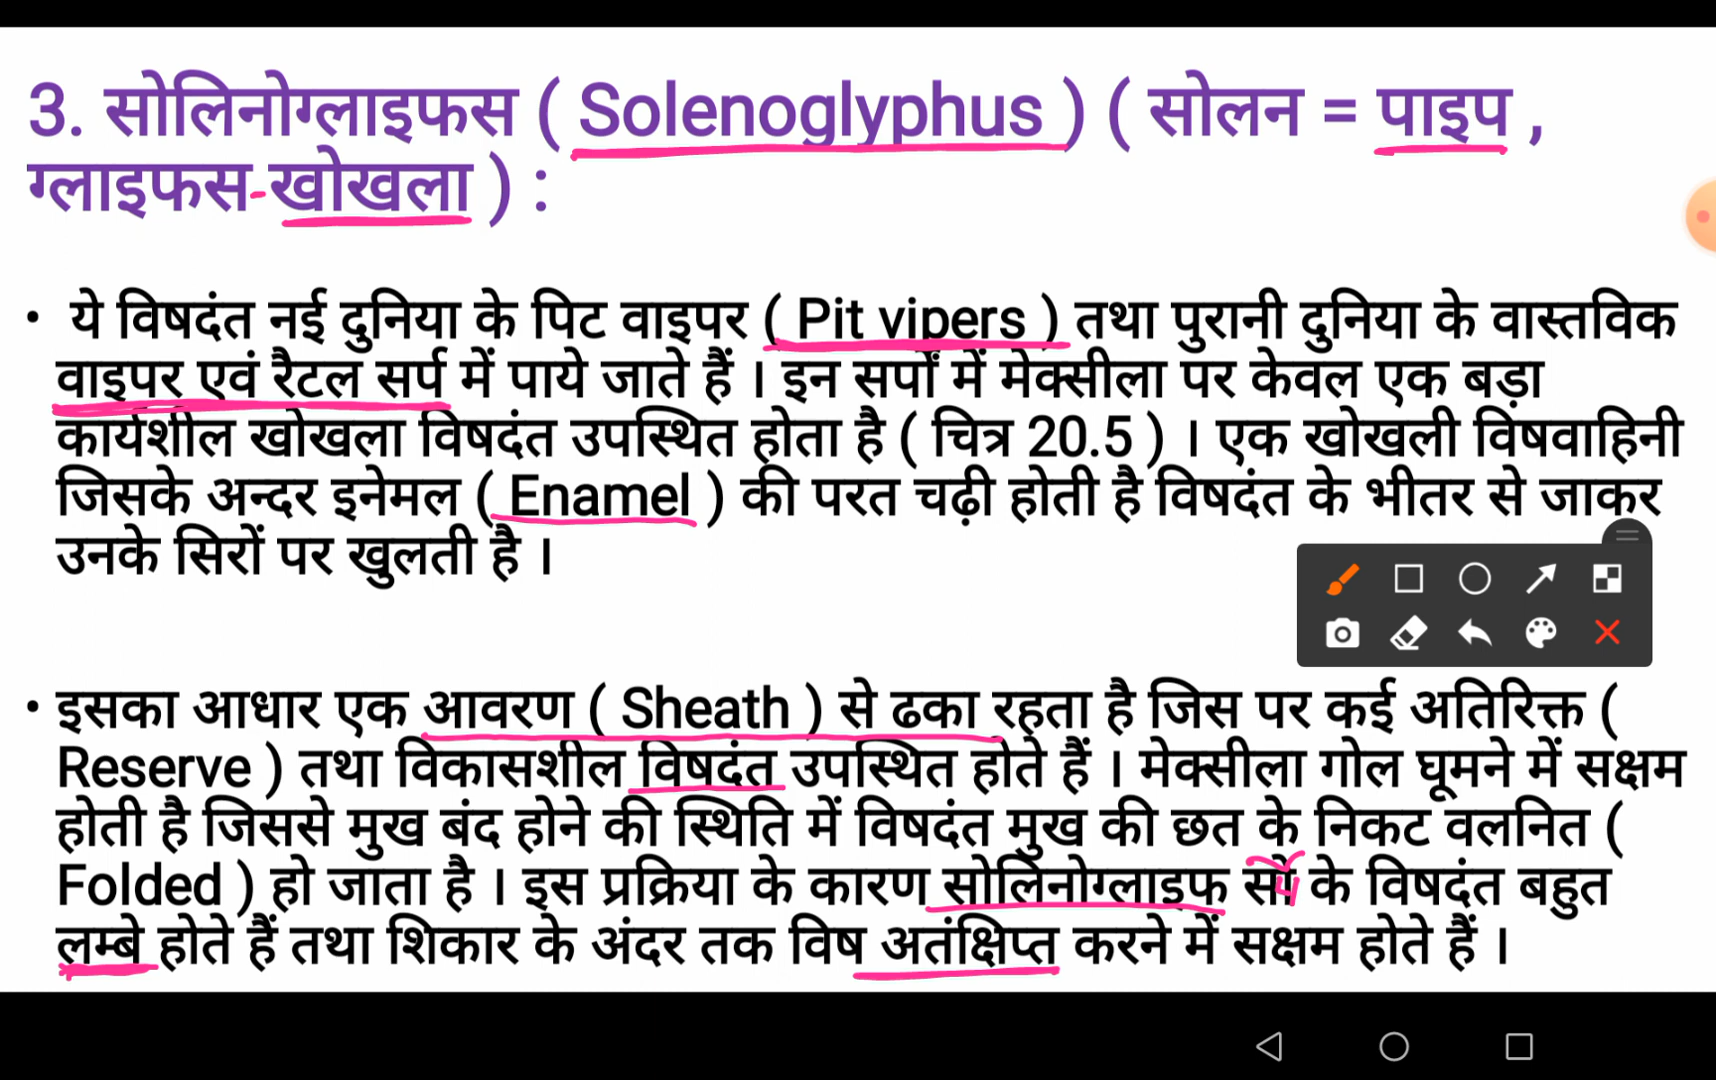 3. सोलिनोग्लाइफस ( Solenoglyphus ) ( सोलन = पाइप ,
ग्लाइफस-खोखला ) :
• ये विषदंत नई दुनिया के पिट वाइपर ( Pit vipers ) तथा पुरानी दुनिया के वास्तविक
वाइपर एवं रैटल सर्प में पाये जाते हैं । इन सर्पों में मेक्सीला पर केवल एक बड़ा
कार्यशील खोखला विषदंत उपस्थित होता है ( चित्र 20.5 ) । एक खोखली विषवाहिनी
जिसके अन्दर इनेमल ( Enamel ) की परत चढ़ी होती है विषदंत के भीतर से जाकर
उनके सिरों पर खुलती है ।
• इसका आधार एक आवरण ( Sheath ) से ढका रहता है जिस पर कई अतिरिक्त (
Reserve ) तथा विकासशील विषदंत उपस्थित होते हैं । मेक्सीला गोल घूमने में सक्षम
होती है जिससे मुख बंद होने की स्थिति में विषदंत मुख की छत के निकट वलनित (
Folded ) हो जाता है । इस प्रक्रिया के कारण सोलिनोग्लाइफ के विषदंत बहुत
लम्बे होते हैं तथा शिकार के अंदर तक विष अतंक्षिप्त करने में सक्षम होते हैं ।